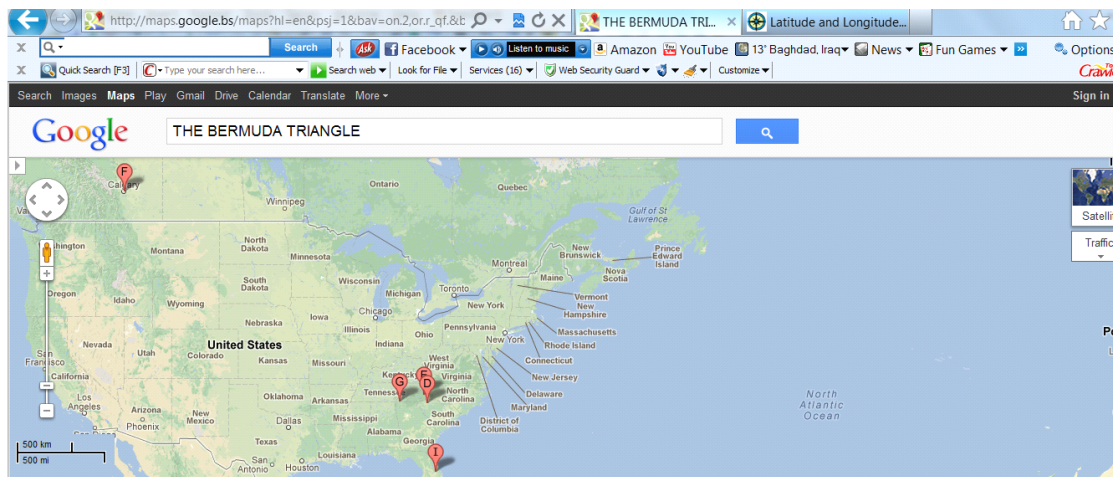 http://maps.google.bs/maps?hl=en&psj=1&bav=on.2,or.r_qf.&b
THE BERMUDA TRI...
Latitude and Longitude...
X Search Ask Facebook Listen to music Amazon YouTube 13° Baghdad, Iraq News Fun Games Options
X Quick Search [F3] Type your search here... Search web Look for File Services (16) Web Security Guard Customize
Search Images Maps Play Gmail Drive Calendar Translate More Sign in
Google
THE BERMUDA TRIANGLE
F
Calgary
Ontario
Quebec
Winnipeg
Gulf of St
Lawrence
Satelli
Traffic
North
Dakota
Montana
Minnesota
Montreal
New
Brunswick
Prince
Edward
Island
Maine
Nova
Scotia
South
Dakota
Wisconsin
Michigan
Toronto
Oregon
Idaho
Wyoming
Vermont
New
Hampshire
New York
Chicago
Iowa
Nebraska
Massachusetts
Illinois
Ohio
Pennsylvania
New York
Rhode Island
Nevada
Utah
United States
Colorado
Indiana
Connecticut
San
Francisco
Kansas
Missouri
West
Virginia
California
Kentucky
Virginia
New Jersey
G
E
D
Los
Angeles
Oklahoma
Arkansas
Tennessee
North
Carolina
Delaware
Maryland
Arizona
New
Mexico
Phoenix
Dallas
Mississippi
South
Carolina
District of
Columbia
Alabama
Georgia
North
Atlantic
Ocean
Texas
Louisiana
San
Antonio
Houston
I
500 km
500 mi